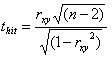 t_hit = r_xy √(n−2) / √(1−r_xy²)